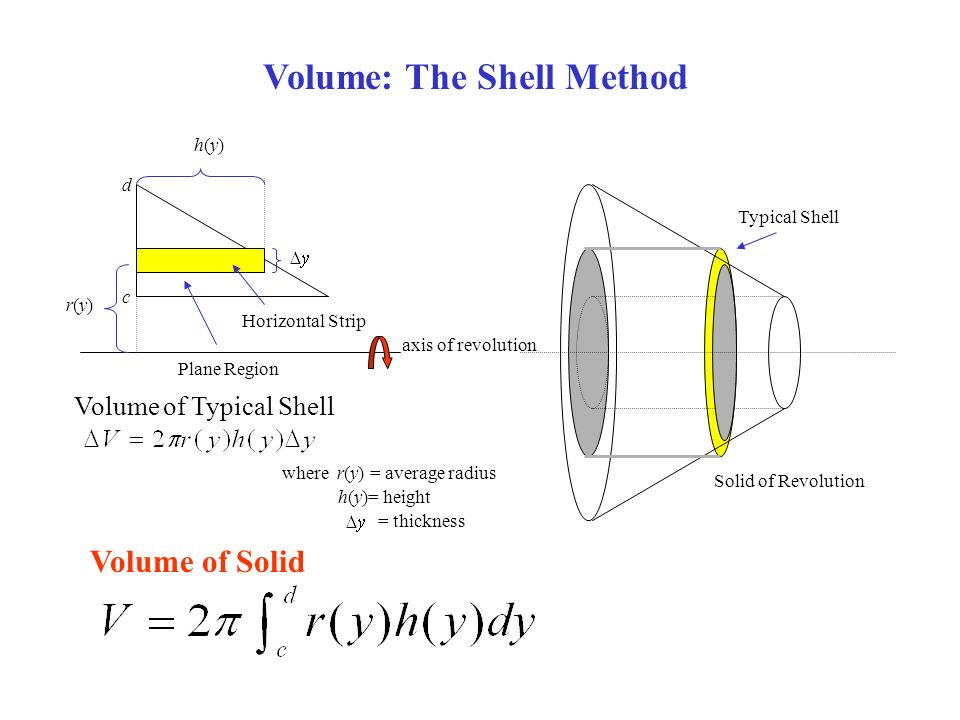 Volume: The Shell Method
h(y)
d
Typical Shell
Δy
c
r(y)
Horizontal Strip
axis of revolution
Plane Region
Volume of Typical Shell
ΔV = 2πr(y)h(y)Δy
where r(y) = average radius
h(y)= height
Δy = thickness
Solid of Revolution
Volume of Solid
V = 2π∫_c^d r(y)h(y)dy